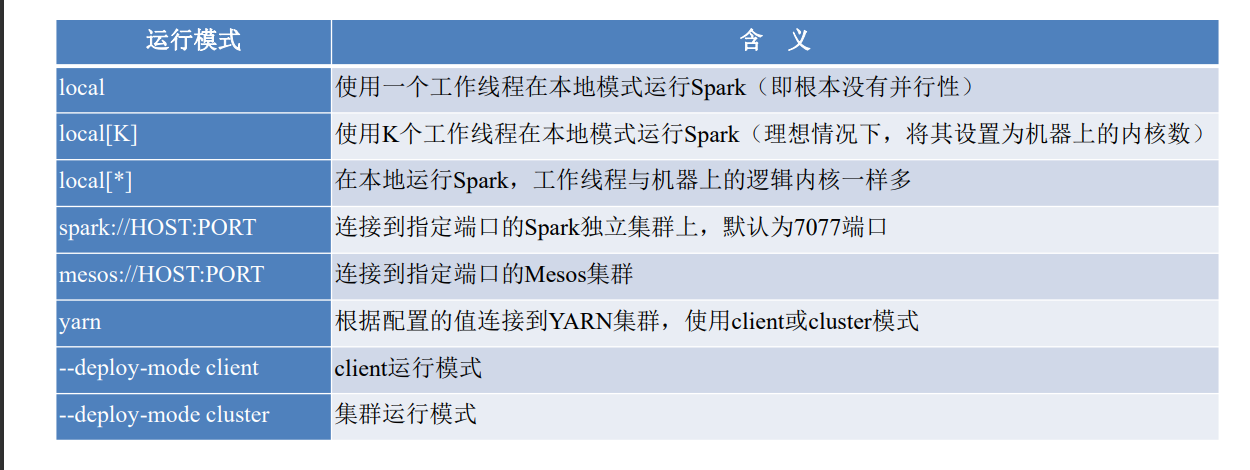 运行模式 含 义
local 使用一个工作线程在本地模式运行Spark（即根本没有并行性）
local[K] 使用K个工作线程在本地模式运行Spark（理想情况下，将其设置为机器上的内核数）
local[*] 在本地运行Spark，工作线程与机器上的逻辑内核一样多
spark://HOST:PORT 连接到指定端口的Spark独立集群上，默认为7077端口
mesos://HOST:PORT 连接到指定端口的Mesos集群
yarn 根据配置的值连接到YARN集群，使用client或cluster模式
--deploy-mode client client运行模式
--deploy-mode cluster 集群运行模式